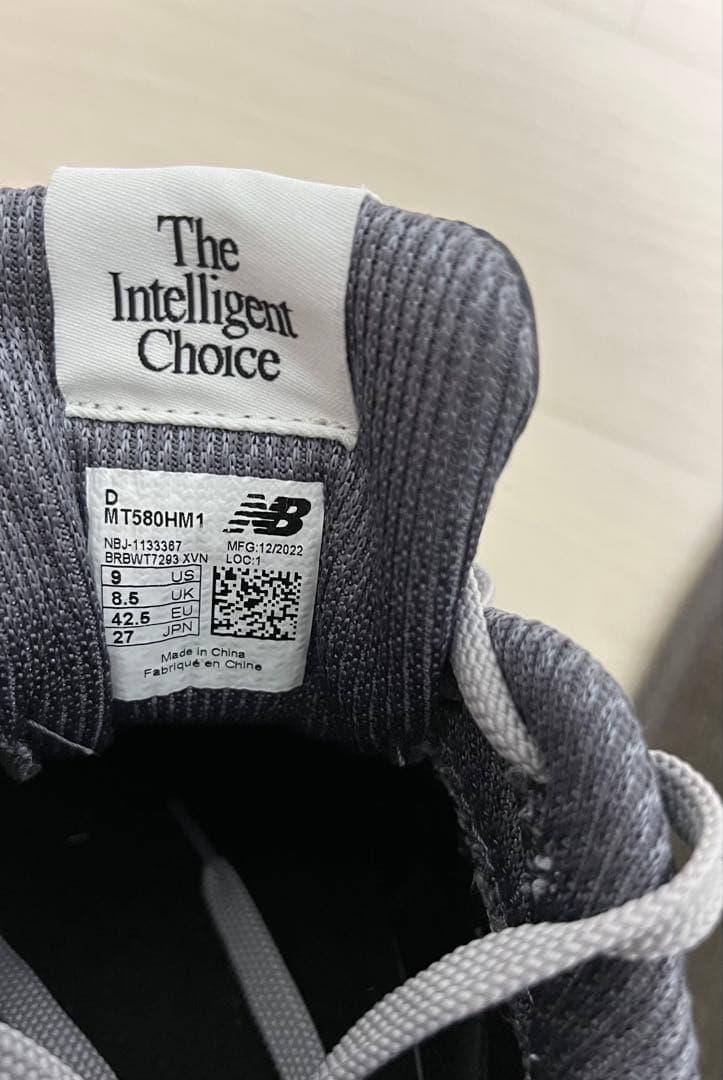 The
Intelligent
Choice
D
MT580HM1
NB
NBJ-1133367
MFG:12/2022
BRBWT7293 XVN
LOC:1
9 US
8.5 UK
42.5 EU
27 JPN
Made in China
Fabriqué en Chine